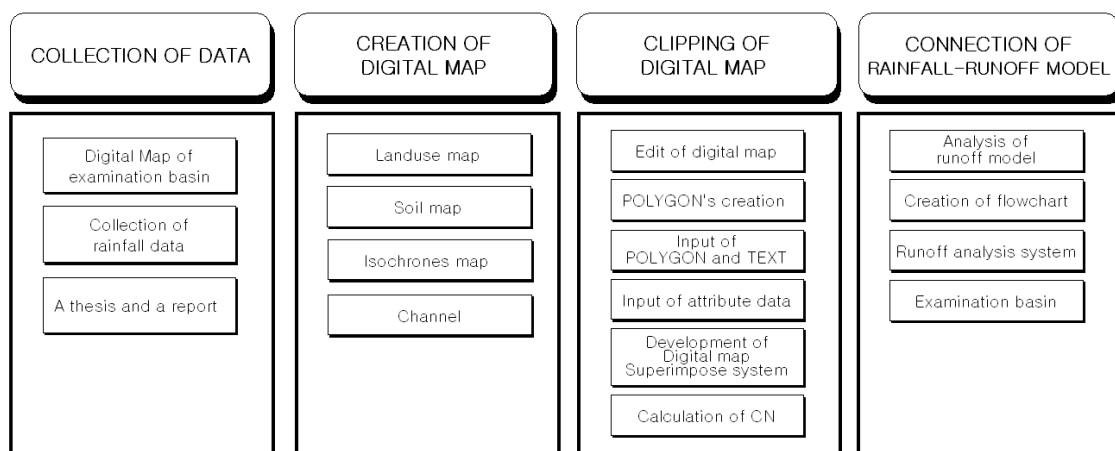 COLLECTION OF DATA
Digital Map of
examination basin
Collection of
rainfall data
A thesis and a report
CREATION OF
DIGITAL MAP
Landuse map
Soil map
Isochrones map
Channel
CLIPPING OF
DIGITAL MAP
Edit of digital map
POLYGON's creation
Input of
POLYGON and TEXT
Input of attribute data
Development of
Digital map
Superimpose system
Calculation of CN
CONNECTION OF
RAINFALL-RUNOFF MODEL
Analysis of
runoff model
Creation of flowchart
Runoff analysis system
Examination basin